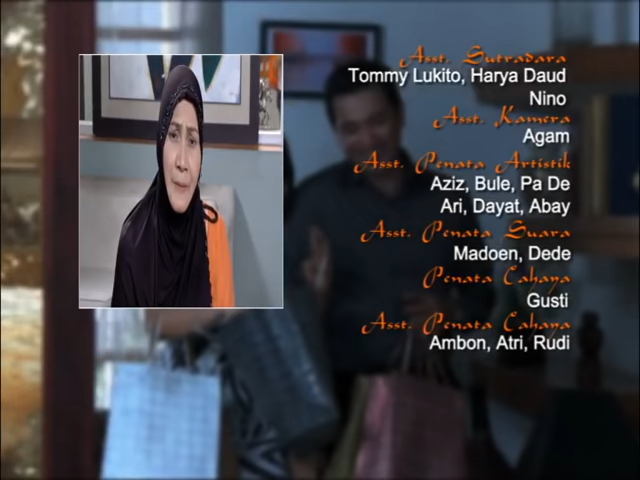 Asst. Sutradara
Tommy Lukito, Harya Daud
Nino
Asst. Kamera
Agam
Asst. Penata Artistik
Aziz, Bule, Pa De
Ari, Dayat, Abay
Asst. Penata Suara
Madoen, Dede
Penata Cahaya
Gusti
Asst. Penata Cahaya
Ambon, Atri, Rudi